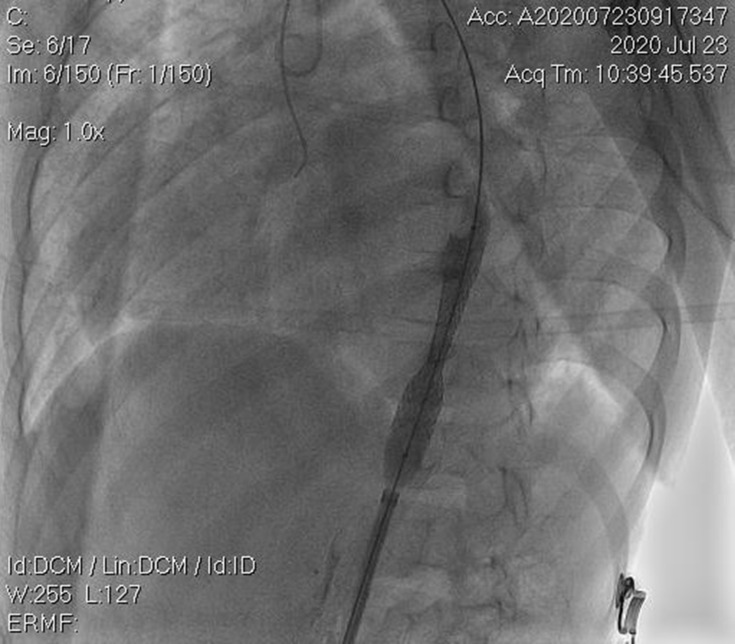 C:
Se: 6/17
Im: 6/150 (Fr: 1/150)
Mag: 1.0x
Acc: A202007230917347
2020 Jul 23
Acq Tm: 10:39:45.537
Id:DCM / Lin:DCM / Id:ID
W:255 L:127
ERMF: